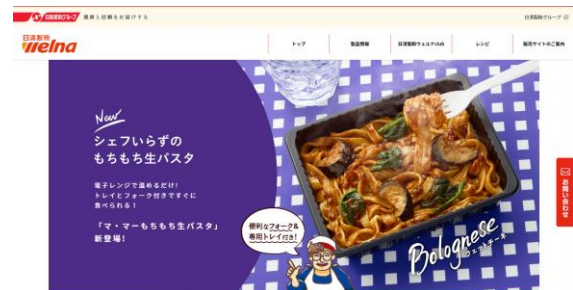 日清製粉グループ 健康と信頼をお届けする
日清製粉グループ
日清製粉
welna
トップ
製品情報
日清製粉ウェルナclub
レシピ
販売サイトのご案内
New
シェフいらずの
もちもち生パスタ
電子レンジで温めるだけ!
トレイとフォーク付きですぐに
食べられる!
「マ・マーもちもち生パスタ」
新登場!
便利なフォーク&
専用トレイ付き!
Bolognese
フェットチーネ
お問い合わせ